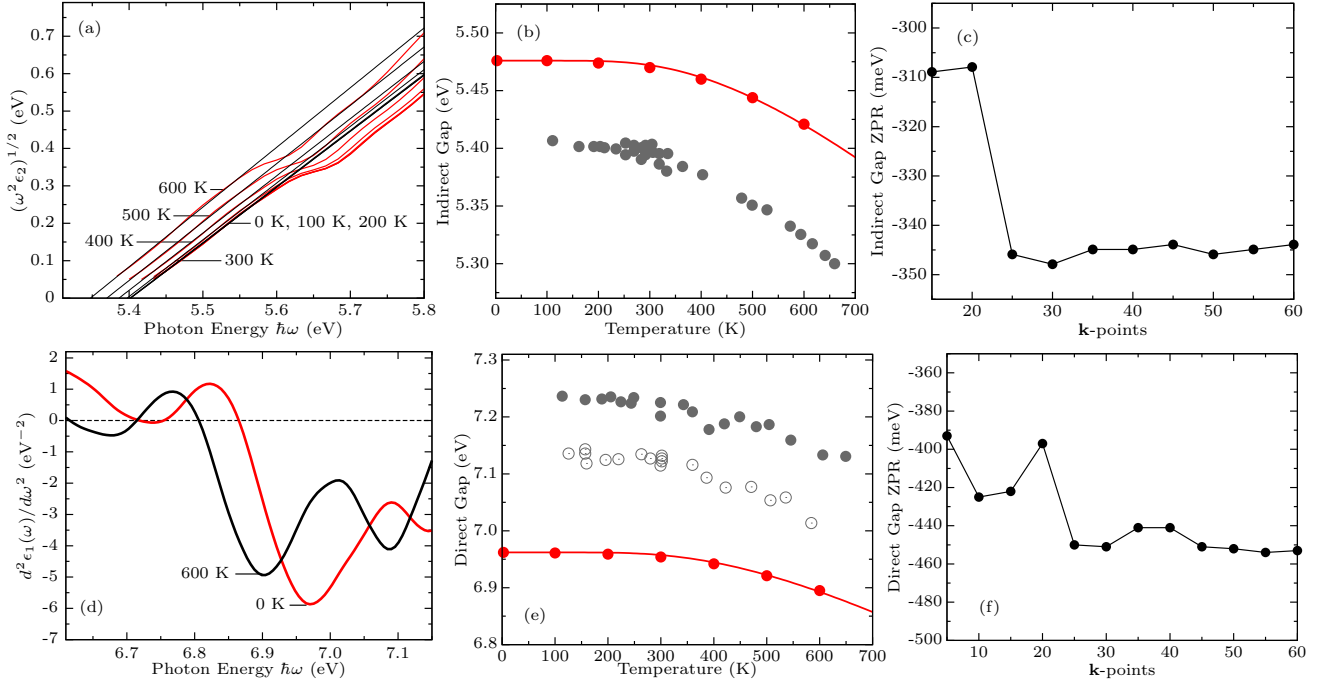 (a)
(ω²ϵ₂)^1/2 (eV)
0.7
0.6
0.5
0.4
0.3
0.2
0.1
0
600 K
500 K
400 K
0 K, 100 K, 200 K
300 K
5.4 5.5 5.6 5.7 5.8
Photon Energy ℏω (eV)
(b)
Indirect Gap (eV)
5.50
5.45
5.40
5.35
5.30
0 100 200 300 400 500 600 700
Temperature (K)
(c)
Indirect Gap ZPR (meV)
-300
-310
-320
-330
-340
-350
20 30 40 50 60
k-points
(d)
d²ϵ₁(ω)/dω² (eV⁻²)
2
1
0
-1
-2
-3
-4
-5
-6
-7
600 K
0 K
6.7 6.8 6.9 7.0 7.1
Photon Energy ℏω (eV)
(e)
Direct Gap (eV)
7.3
7.2
7.1
7.0
6.9
6.8
0 100 200 300 400 500 600 700
Temperature (K)
(f)
Direct Gap ZPR (meV)
-360
-380
-400
-420
-440
-460
-480
-500
10 20 30 40 50 60
k-points